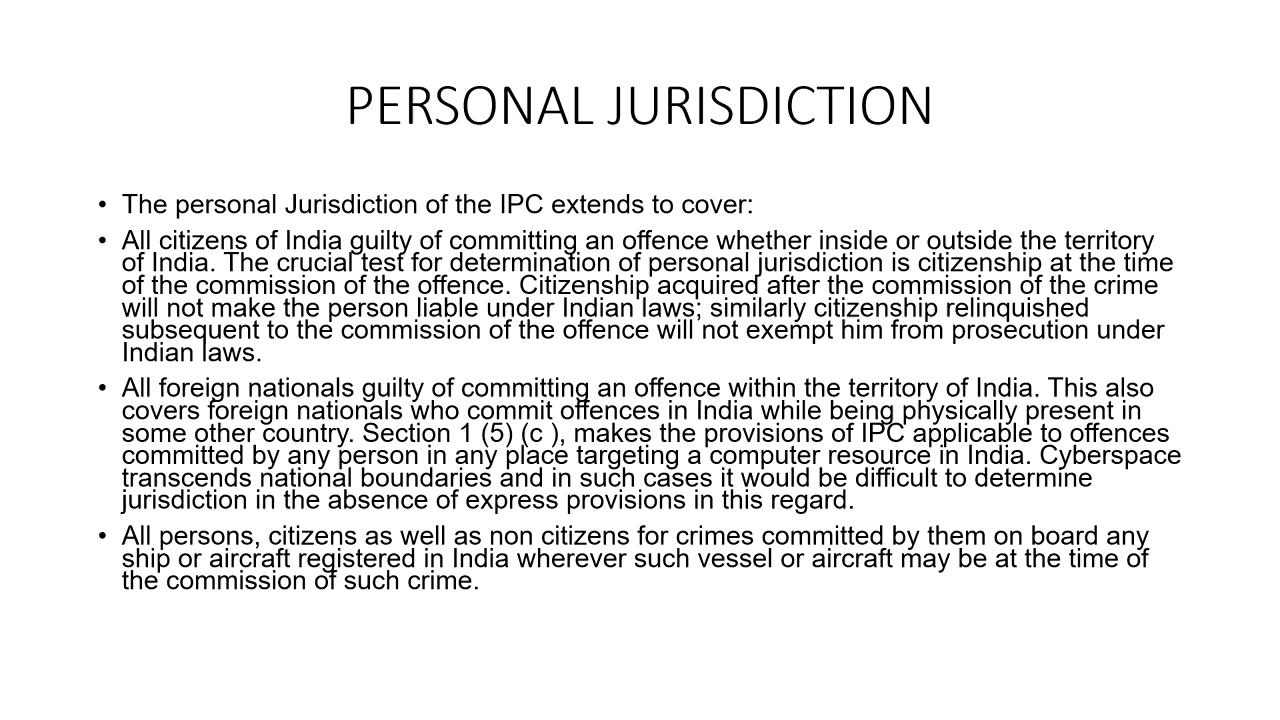 PERSONAL JURISDICTION
• The personal Jurisdiction of the IPC extends to cover:
• All citizens of India guilty of committing an offence whether inside or outside the territory
of India. The crucial test for determination of personal jurisdiction is citizenship at the time
of the commission of the offence. Citizenship acquired after the commission of the crime
will not make the person liable under Indian laws; similarly citizenship relinquished
subsequent to the commission of the offence will not exempt him from prosecution under
Indian laws.
• All foreign nationals guilty of committing an offence within the territory of India. This also
covers foreign nationals who commit offences in India while being physically present in
some other country. Section 1 (5) (c ), makes the provisions of IPC applicable to offences
committed by any person in any place targeting a computer resource in India. Cyberspace
transcends national boundaries and in such cases it would be difficult to determine
jurisdiction in the absence of express provisions in this regard.
• All persons, citizens as well as non citizens for crimes committed by them on board any
ship or aircraft registered in India wherever such vessel or aircraft may be at the time of
the commission of such crime.